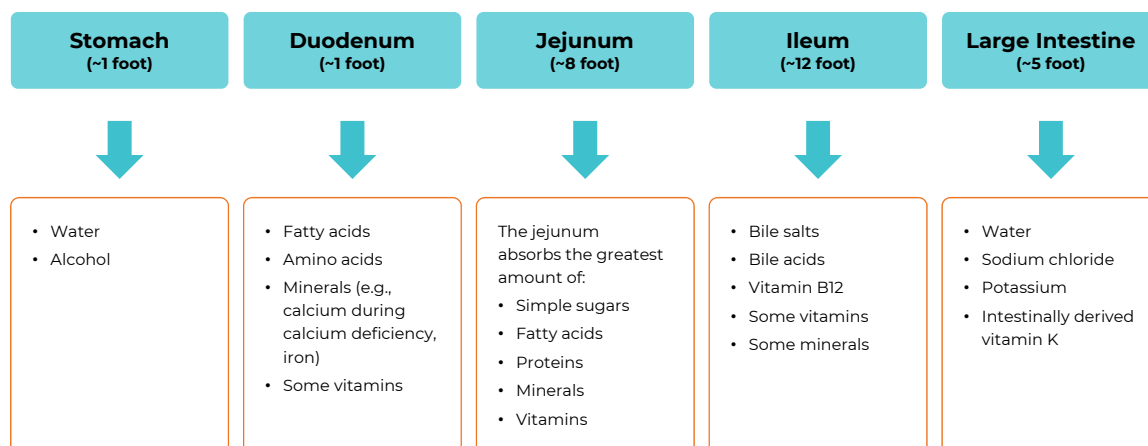 Stomach
(~1 foot)
Duodenum
(~1 foot)
Jejunum
(~8 foot)
Ileum
(~12 foot)
Large Intestine
(~5 foot)
• Water
• Alcohol
• Fatty acids
• Amino acids
• Minerals (e.g.,
calcium during
calcium deficiency,
iron)
• Some vitamins
The jejunum
absorbs the greatest
amount of:
• Simple sugars
• Fatty acids
• Proteins
• Minerals
• Vitamins
• Bile salts
• Bile acids
• Vitamin B12
• Some vitamins
• Some minerals
• Water
• Sodium chloride
• Potassium
• Intestinally derived
vitamin K